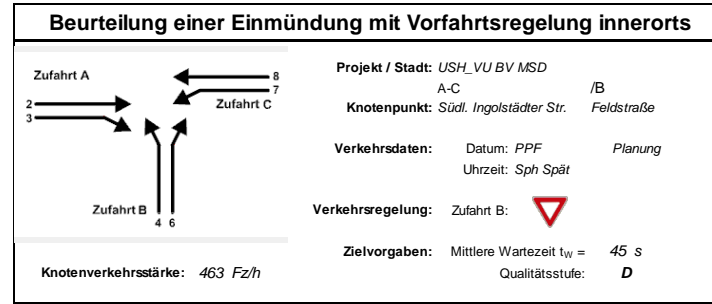 Beurteilung einer Einmündung mit Vorfahrtsregelung innerorts
Zufahrt A
8
7
Zufahrt C
2
3
Zufahrt B
4 6
Knotenverkehrsstärke: 463 Fz/h
Projekt / Stadt: USH_VU BV MSD
A-C /B
Knotenpunkt: Südl. Ingolstädter Str. Feldstraße
Verkehrsdaten: Datum: PPF Planung
Uhrzeit: Sph Spät
Verkehrsregelung: Zufahrt B:
Zielvorgaben: Mittlere Wartezeit tW = 45 s
Qualitätsstufe: D